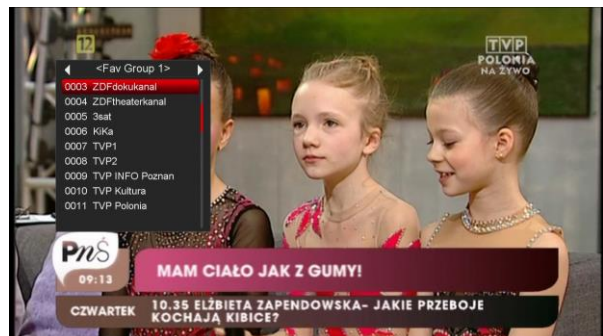 12
TVP
POLONIA
NA ŻYWO
<Fav Group 1>
0003 ZDFdokukanal
0004 ZDFtheaterkanal
0005 3sat
0006 KiKa
0007 TVP1
0008 TVP2
0009 TVP INFO Poznan
0010 TVP Kultura
0011 TVP Polonia
PnŚ
09:13
MAM CIAŁO JAK Z GUMY!
CZWARTEK
10.35 ELŻBIETA ZAPENDOWSKA- JAKIE PRZEBOJE
KOCHAJĄ KIBICE?